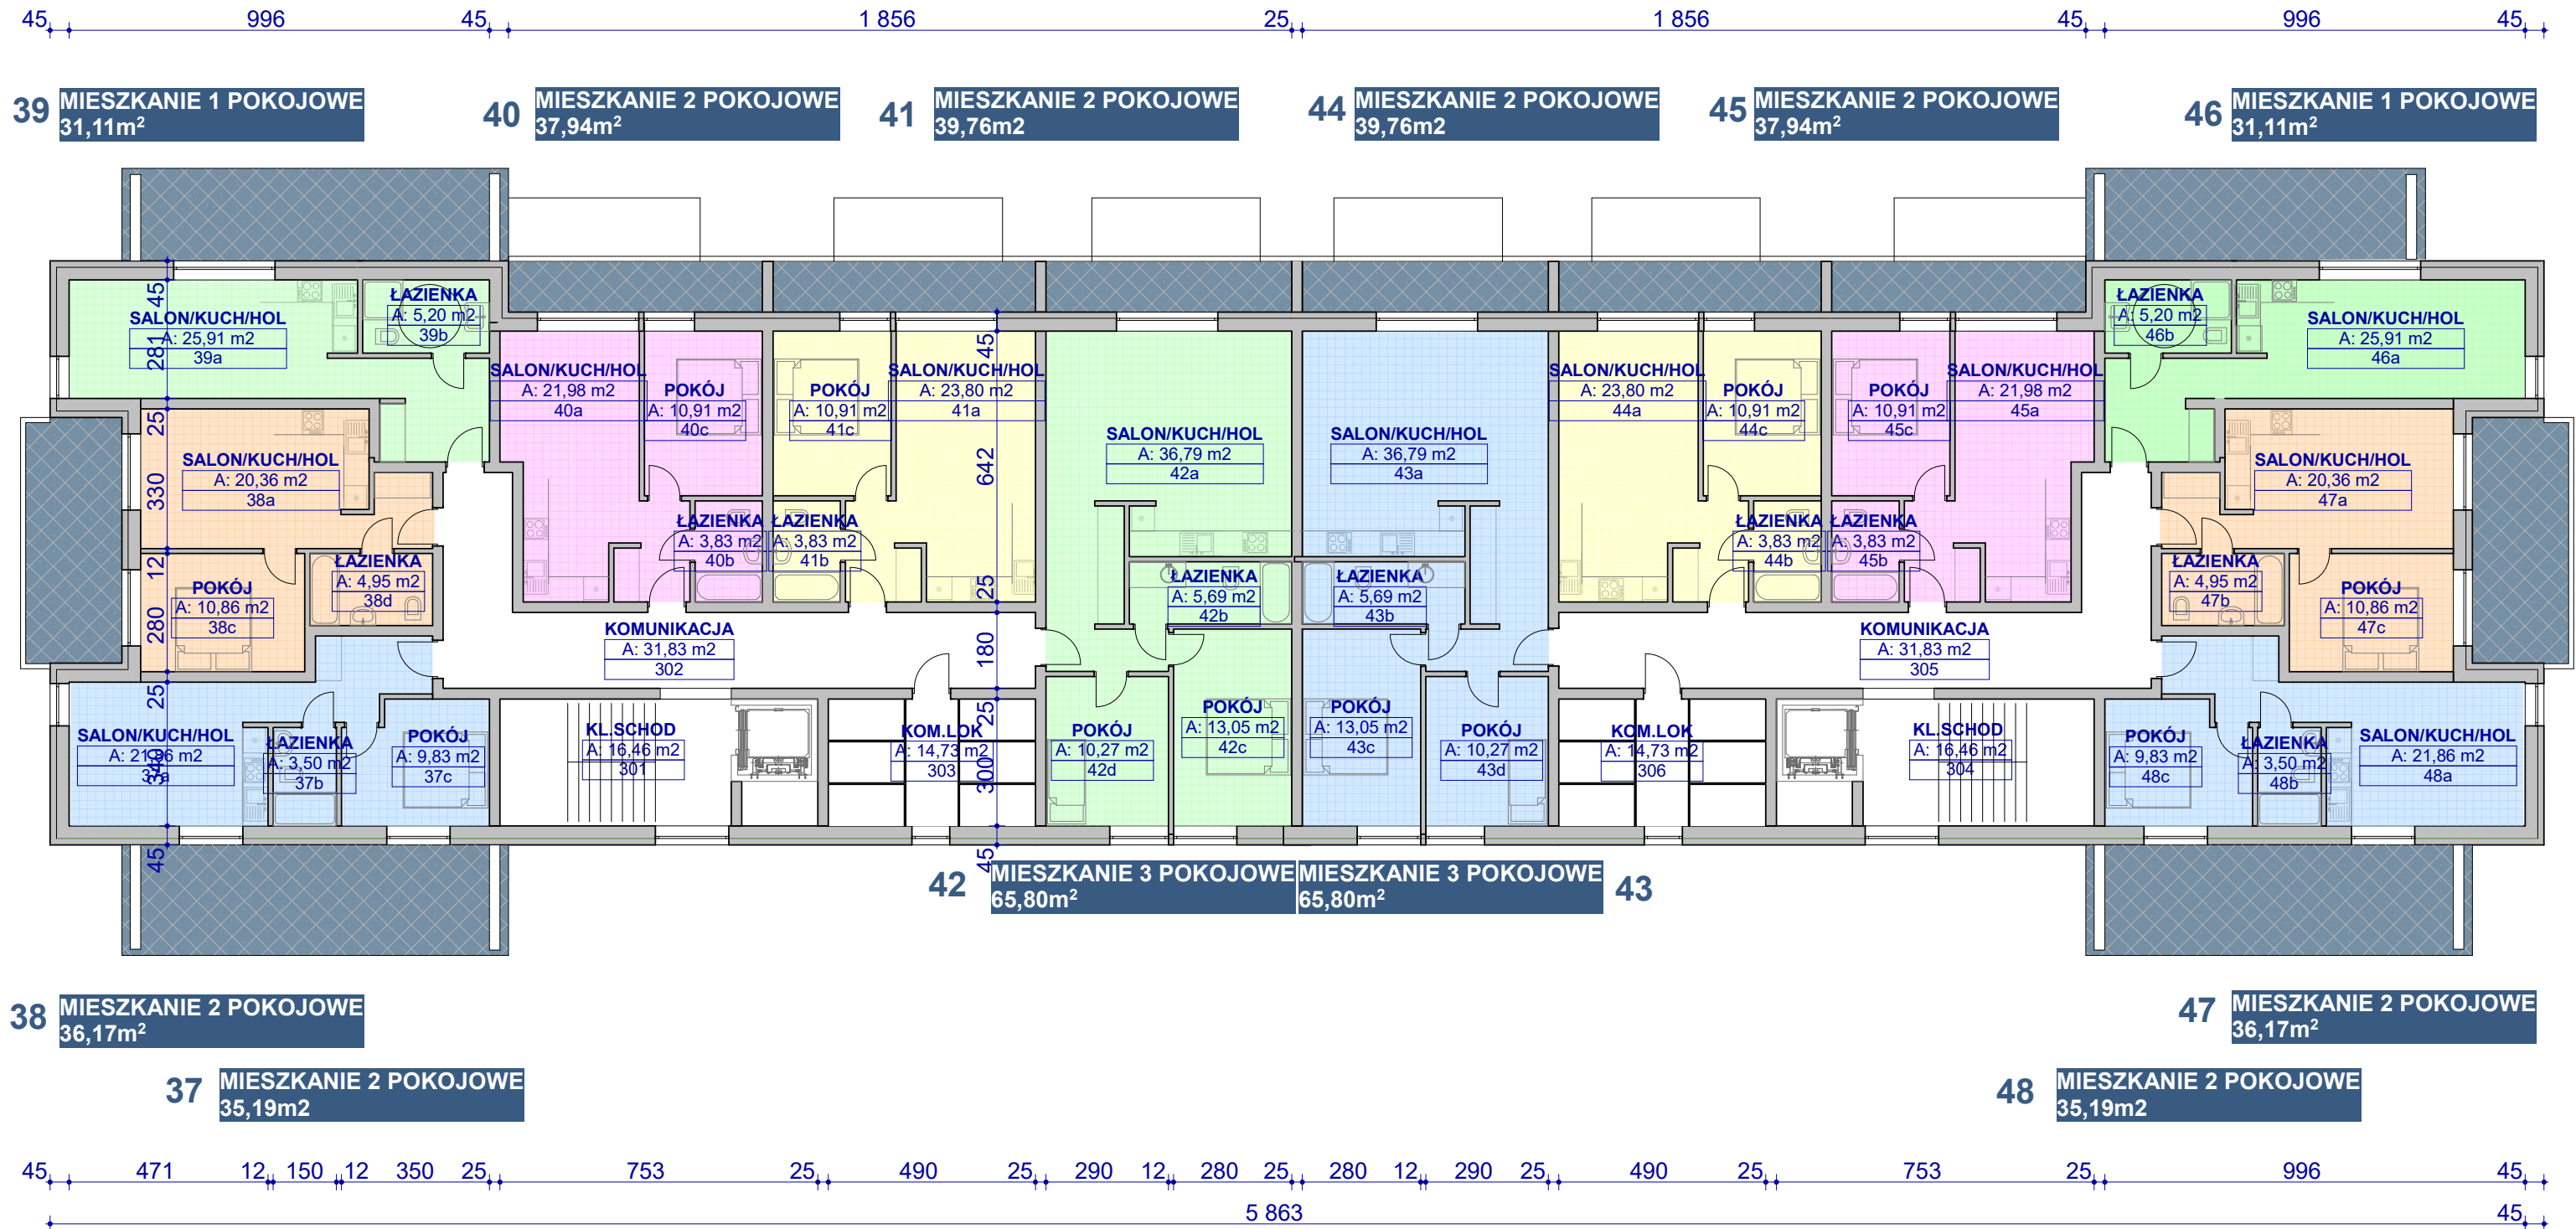 45 996 45 1 856 25 1 856 45 996 45
39 MIESZKANIE 1 POKOJOWE
31,11m²
40 MIESZKANIE 2 POKOJOWE
37,94m²
41 MIESZKANIE 2 POKOJOWE
39,76m2
44 MIESZKANIE 2 POKOJOWE
39,76m2
45 MIESZKANIE 2 POKOJOWE
37,94m²
46 MIESZKANIE 1 POKOJOWE
31,11m²
SALON/KUCH/HOL
A: 25,91 m2
39a
ŁAZIENKA
A: 5,20 m2
39b
SALON/KUCH/HOL
A: 21,98 m2
40a
POKÓJ
A: 10,91 m2
40c
ŁAZIENKA
A: 3,83 m2
40b
POKÓJ
A: 10,91 m2
41c
SALON/KUCH/HOL
A: 23,80 m2
41a
ŁAZIENKA
A: 3,83 m2
41b
SALON/KUCH/HOL
A: 36,79 m2
42a
ŁAZIENKA
A: 5,69 m2
42b
SALON/KUCH/HOL
A: 36,79 m2
43a
ŁAZIENKA
A: 5,69 m2
43b
SALON/KUCH/HOL
A: 23,80 m2
44a
POKÓJ
A: 10,91 m2
44c
ŁAZIENKA
A: 3,83 m2
44b
POKÓJ
A: 10,91 m2
45c
SALON/KUCH/HOL
A: 21,98 m2
45a
ŁAZIENKA
A: 3,83 m2
45b
ŁAZIENKA
A: 5,20 m2
46b
SALON/KUCH/HOL
A: 25,91 m2
46a
SALON/KUCH/HOL
A: 20,36 m2
38a
POKÓJ
A: 10,86 m2
38c
ŁAZIENKA
A: 4,95 m2
38d
SALON/KUCH/HOL
A: 20,36 m2
47a
ŁAZIENKA
A: 4,95 m2
47b
POKÓJ
A: 10,86 m2
47c
KOMUNIKACJA
A: 31,83 m2
302
KOMUNIKACJA
A: 31,83 m2
305
SALON/KUCH/HOL
A: 21,86 m2
37a
ŁAZIENKA
A: 3,50 m2
37b
POKÓJ
A: 9,83 m2
37c
KL.SCHOD
A: 16,46 m2
301
KOM.LOK
A: 14,73 m2
303
POKÓJ
A: 10,27 m2
42d
POKÓJ
A: 13,05 m2
42c
POKÓJ
A: 13,05 m2
43c
POKÓJ
A: 10,27 m2
43d
KOM.LOK
A: 14,73 m2
306
KL.SCHOD
A: 16,46 m2
304
POKÓJ
A: 9,83 m2
48c
ŁAZIENKA
A: 3,50 m2
48b
SALON/KUCH/HOL
A: 21,86 m2
48a
45 281 25 330 12 280 25 340 45
45 642 25 180 25 300 45
42 MIESZKANIE 3 POKOJOWE
65,80m²
MIESZKANIE 3 POKOJOWE 43
65,80m²
38 MIESZKANIE 2 POKOJOWE
36,17m²
47 MIESZKANIE 2 POKOJOWE
36,17m²
37 MIESZKANIE 2 POKOJOWE
35,19m2
48 MIESZKANIE 2 POKOJOWE
35,19m2
45 471 12 150 12 350 25 753 25 490 25 290 12 280 25 280 12 290 25 490 25 753 25 996 45
5 863 45